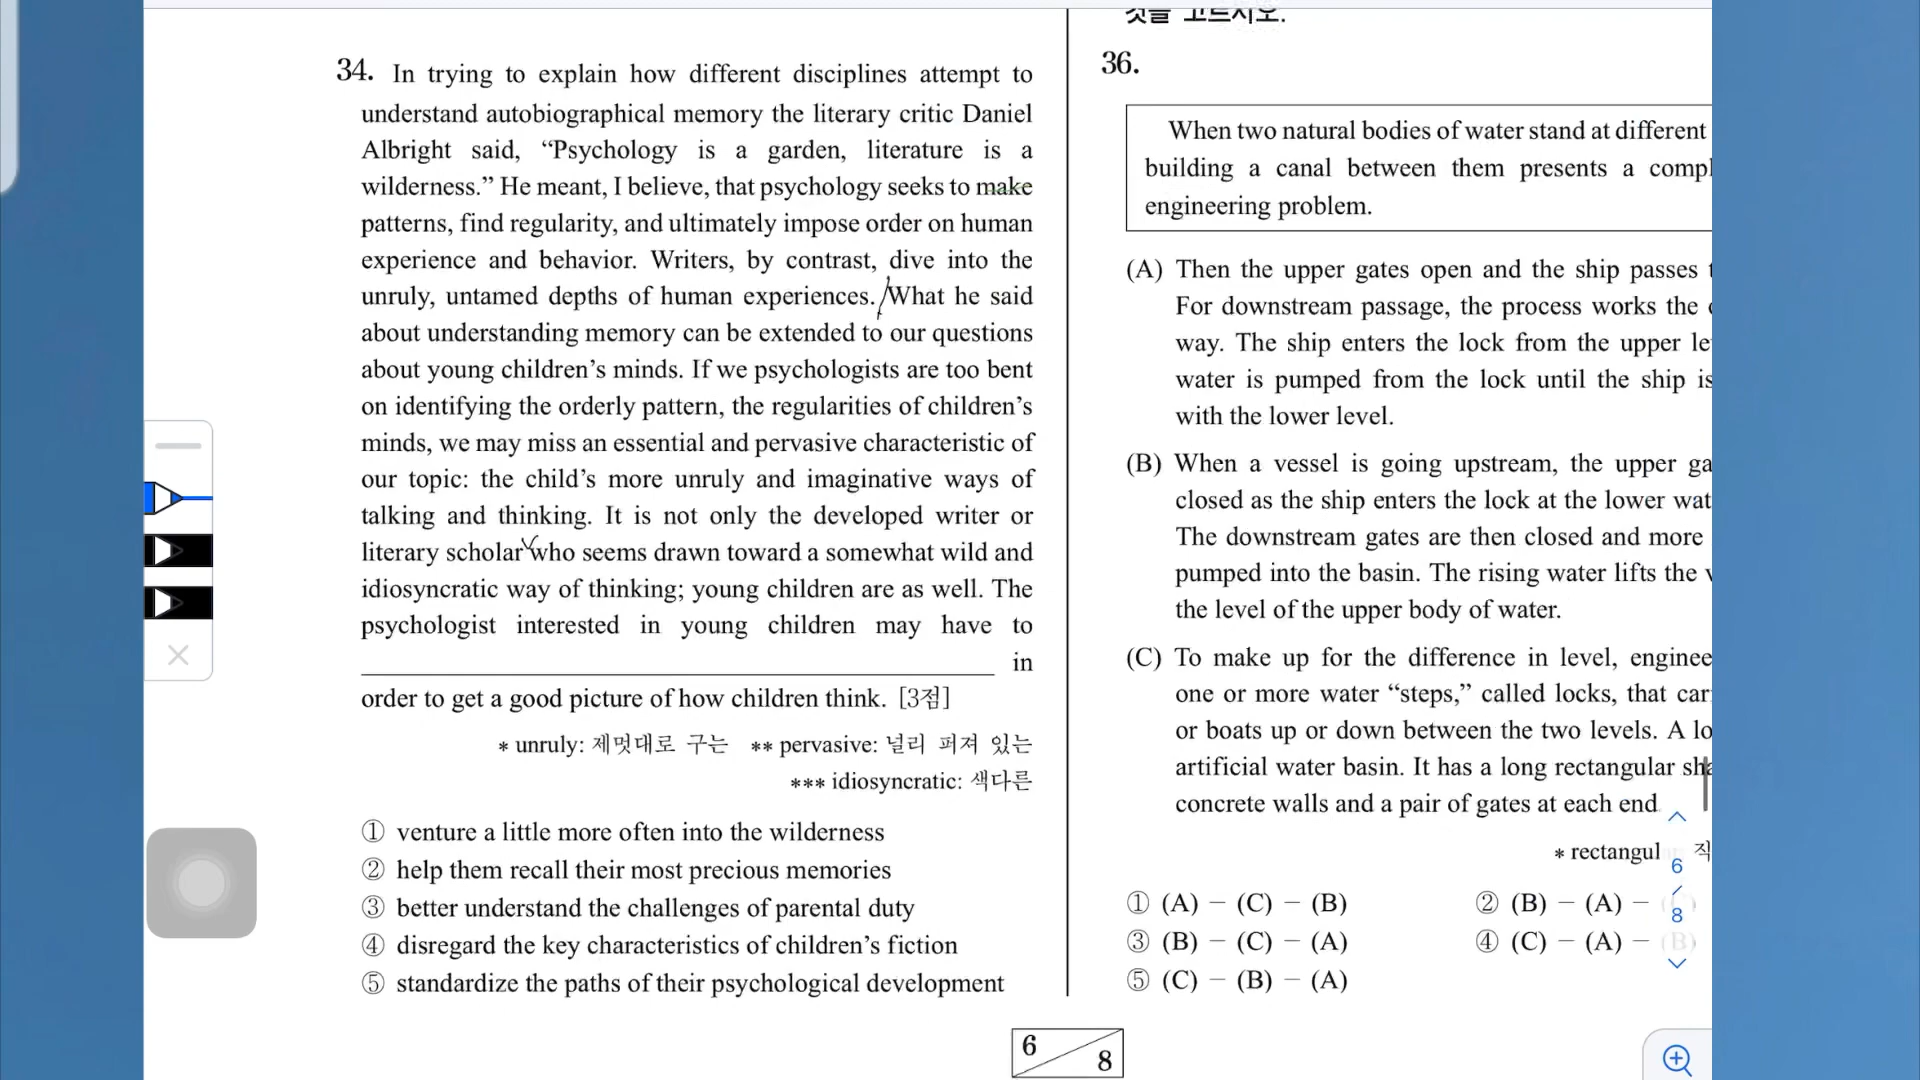 것을 고르시오.
34. In trying to explain how different disciplines attempt to
understand autobiographical memory the literary critic Daniel
Albright said, “Psychology is a garden, literature is a
wilderness.” He meant, I believe, that psychology seeks to make
patterns, find regularity, and ultimately impose order on human
experience and behavior. Writers, by contrast, dive into the
unruly, untamed depths of human experiences. What he said
about understanding memory can be extended to our questions
about young children’s minds. If we psychologists are too bent
on identifying the orderly pattern, the regularities of children’s
minds, we may miss an essential and pervasive characteristic of
our topic: the child’s more unruly and imaginative ways of
talking and thinking. It is not only the developed writer or
literary scholar who seems drawn toward a somewhat wild and
idiosyncratic way of thinking; young children are as well. The
psychologist interested in young children may have to
in
order to get a good picture of how children think. [3점]
* unruly: 제멋대로 구는 ** pervasive: 널리 퍼져 있는
*** idiosyncratic: 색다른
① venture a little more often into the wilderness
② help them recall their most precious memories
③ better understand the challenges of parental duty
④ disregard the key characteristics of children’s fiction
⑤ standardize the paths of their psychological development
36.
When two natural bodies of water stand at different
building a canal between them presents a compl
engineering problem.
(A) Then the upper gates open and the ship passes
For downstream passage, the process works the
way. The ship enters the lock from the upper le
water is pumped from the lock until the ship is
with the lower level.
(B) When a vessel is going upstream, the upper ga
closed as the ship enters the lock at the lower wat
The downstream gates are then closed and more
pumped into the basin. The rising water lifts the
the level of the upper body of water.
(C) To make up for the difference in level, enginee
one or more water “steps,” called locks, that car
or boats up or down between the two levels. A lo
artificial water basin. It has a long rectangular sha
concrete walls and a pair of gates at each end
* rectangul 직
① (A) − (C) − (B)
② (B) − (A) −
③ (B) − (C) − (A)
④ (C) − (A) − (B)
⑤ (C) − (B) − (A)
6
/
8
6
8